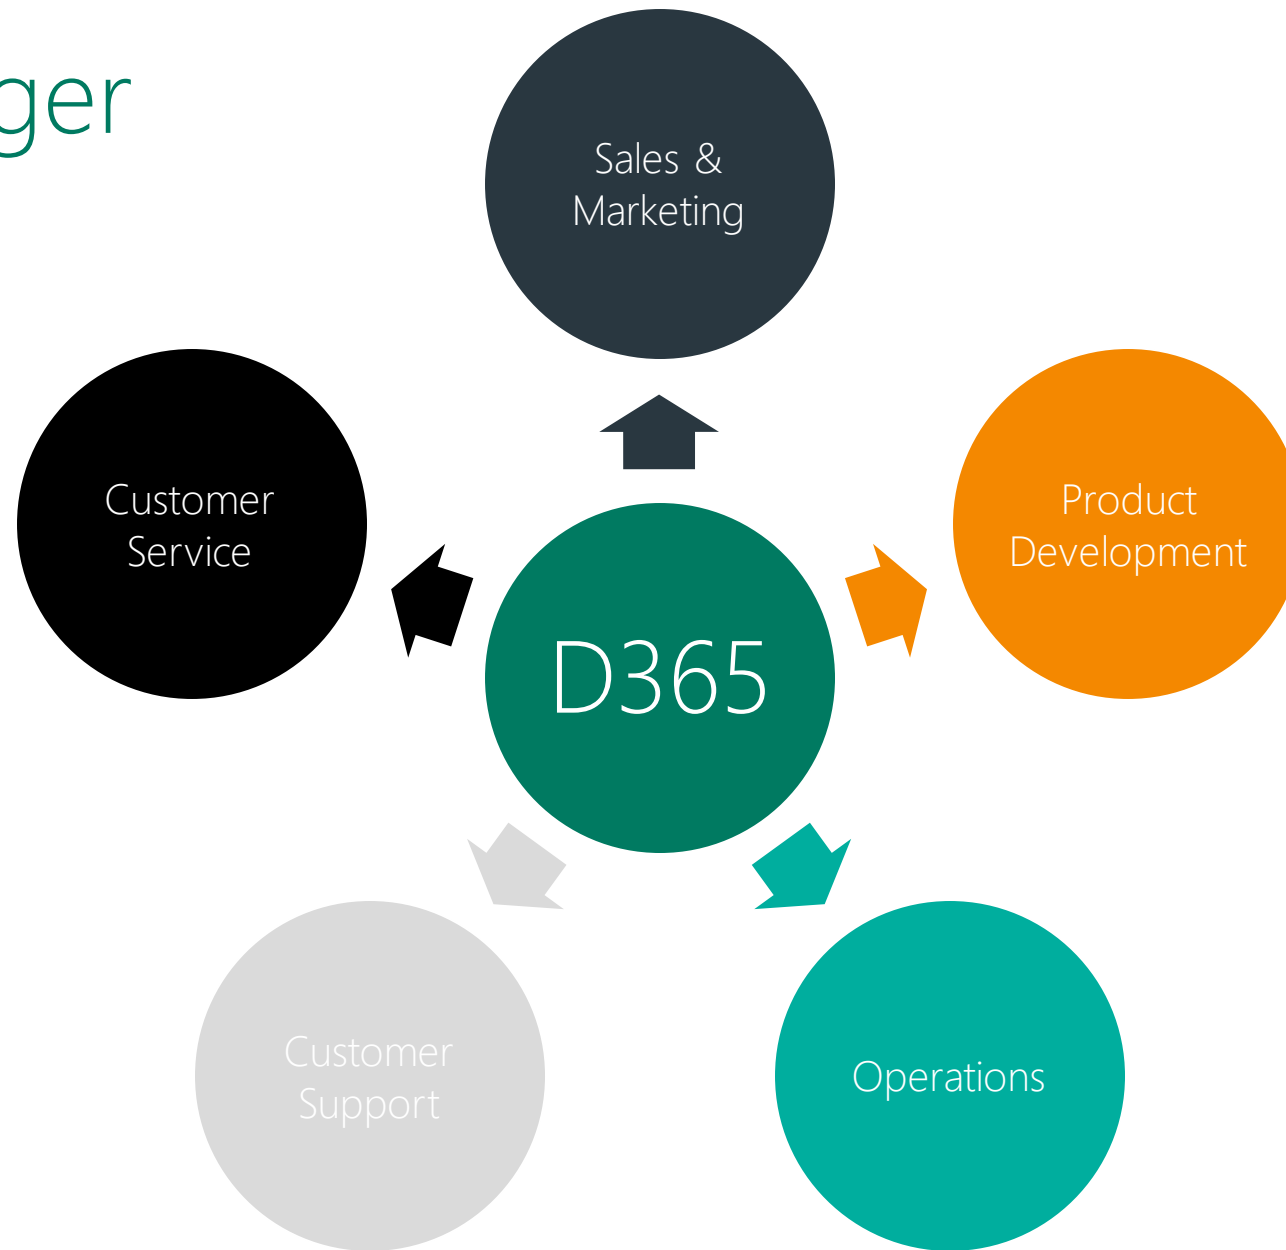 ger
Sales &
Marketing
Customer
Service
Product
Development
D365
Customer
Support
Operations